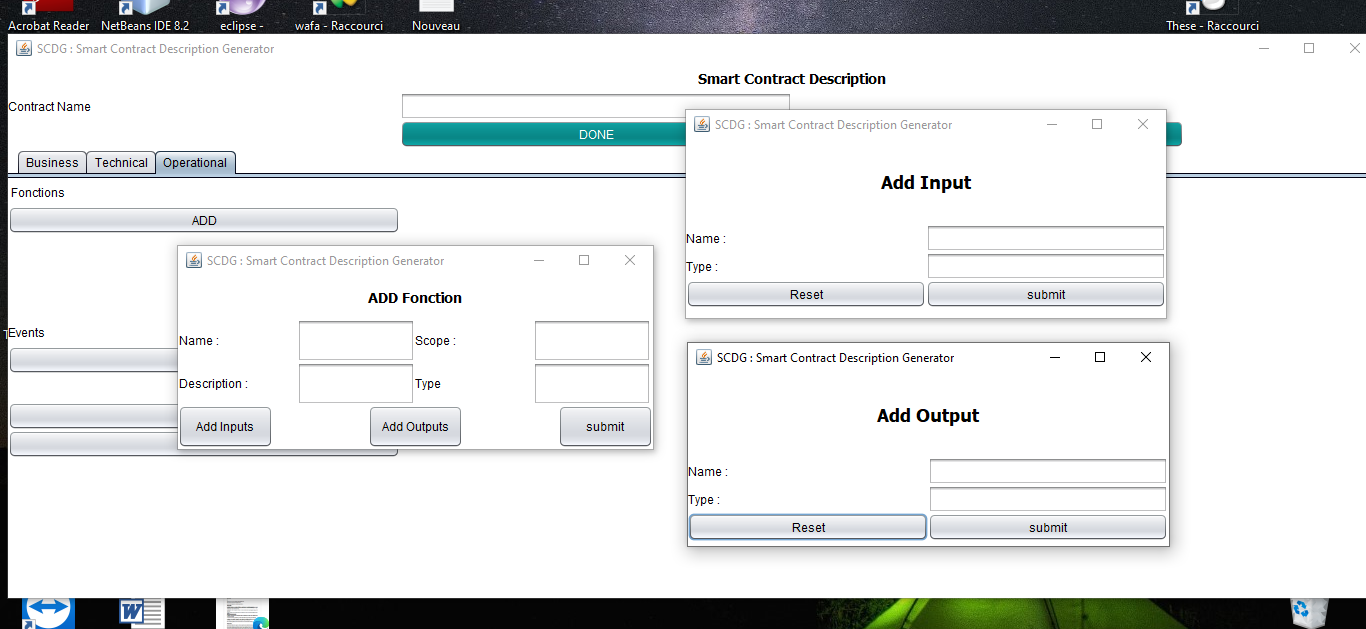 Acrobat Reader NetBeans IDE 8.2 eclipse - wafa - Raccourci Nouveau These - Raccourci
SCDG : Smart Contract Description Generator
Smart Contract Description
Contract Name
DONE
Business Technical Operational
Fonctions
ADD
Events
SCDG : Smart Contract Description Generator
ADD Fonction
Name : Scope :
Description : Type
Add Inputs Add Outputs submit
SCDG : Smart Contract Description Generator
Add Input
Name :
Type :
Reset submit
SCDG : Smart Contract Description Generator
Add Output
Name :
Type :
Reset submit